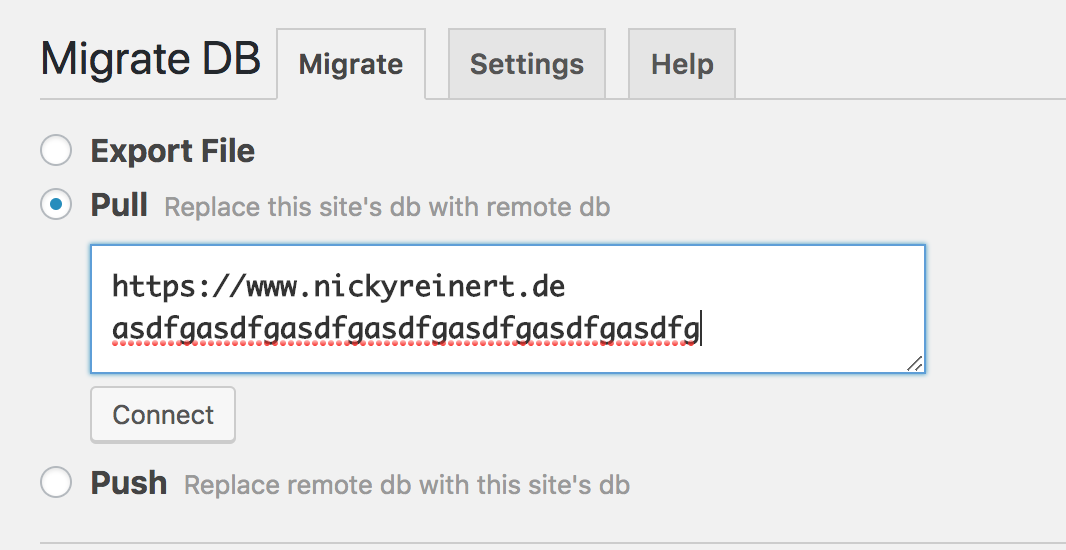 Migrate DB Migrate Settings Help
Export File
Pull Replace this site's db with remote db
https://www.nickyreinert.de
asdfgasdfgasdfgasdfgasdfgasdfgasdfg
Connect
Push Replace remote db with this site's db